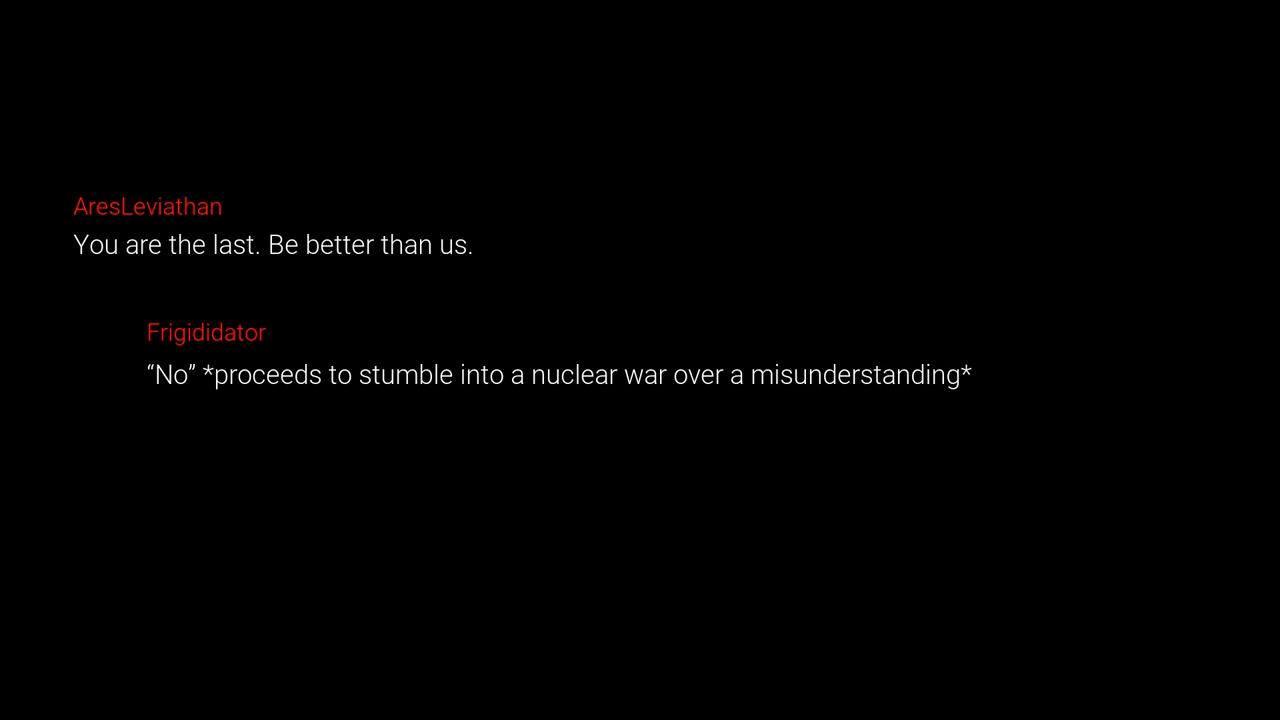 AresLeviathan
You are the last. Be better than us.
Frigididator
“No” *proceeds to stumble into a nuclear war over a misunderstanding*